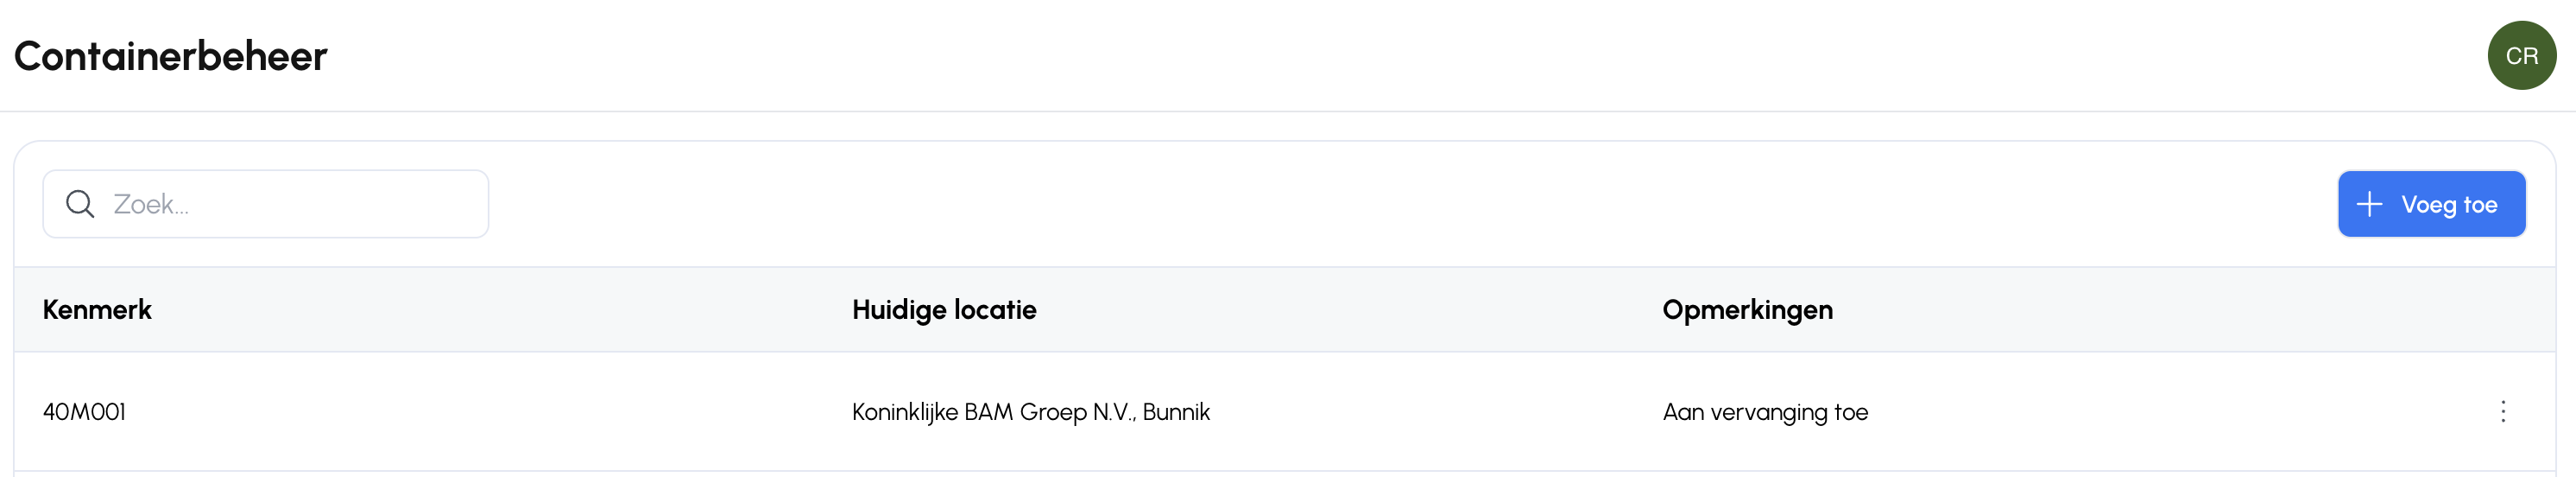 Containerbeheer
CR
Zoek...
Voeg toe
Kenmerk Huidige locatie Opmerkingen
40M001 Koninklijke BAM Groep N.V., Bunnik Aan vervanging toe